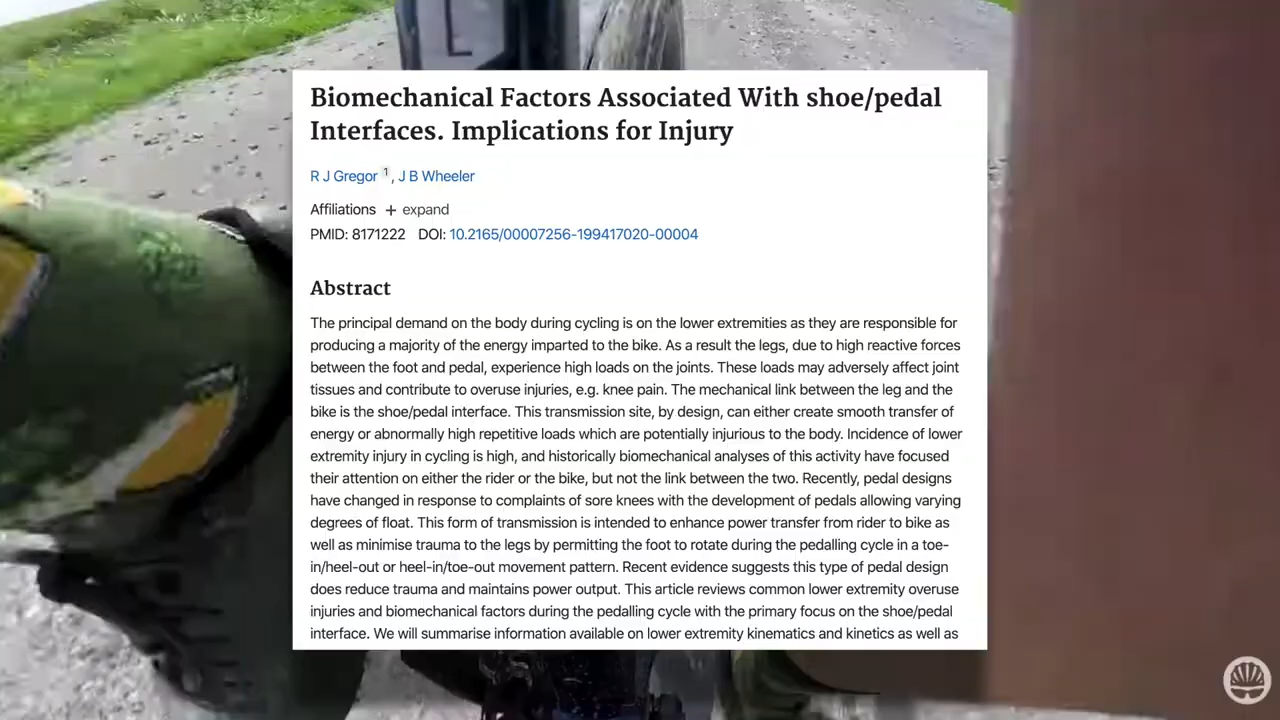 L
Biomechanical Factors Associated With shoe/pedal
Interfaces. Implications for Injury
R J Gregor 1, J B Wheeler
Affiliations + expand
PMID: 8171222 DOI: 10.2165/00007256-199417020-00004
Abstract
The principal demand on the body during cycling is on the lower extremities as they are responsible for
producing a majority of the energy imparted to the bike. As a result the legs, due to high reactive forces
between the foot and pedal, experience high loads on the joints. These loads may adversely affect joint
tissues and contribute to overuse injuries, e.g. knee pain. The mechanical link between the leg and the
bike is the shoe/pedal interface. This transmission site, by design, can either create smooth transfer of
energy or abnormally high repetitive loads which are potentially injurious to the body. Incidence of lower
extremity injury in cycling is high, and historically biomechanical analyses of this activity have focused
their attention on either the rider or the bike, but not the link between the two. Recently, pedal designs
have changed in response to complaints of sore knees with the development of pedals allowing varying
degrees of float. This form of transmission is intended to enhance power transfer from rider to bike as
well as minimise trauma to the legs by permitting the foot to rotate during the pedalling cycle in a toe-
in/heel-out or heel-in/toe-out movement pattern. Recent evidence suggests this type of pedal design
does reduce trauma and maintains power output. This article reviews common lower extremity overuse
injuries and biomechanical factors during the pedalling cycle with the primary focus on the shoe/pedal
interface. We will summarise information available on lower extremity kinematics and kinetics as well as